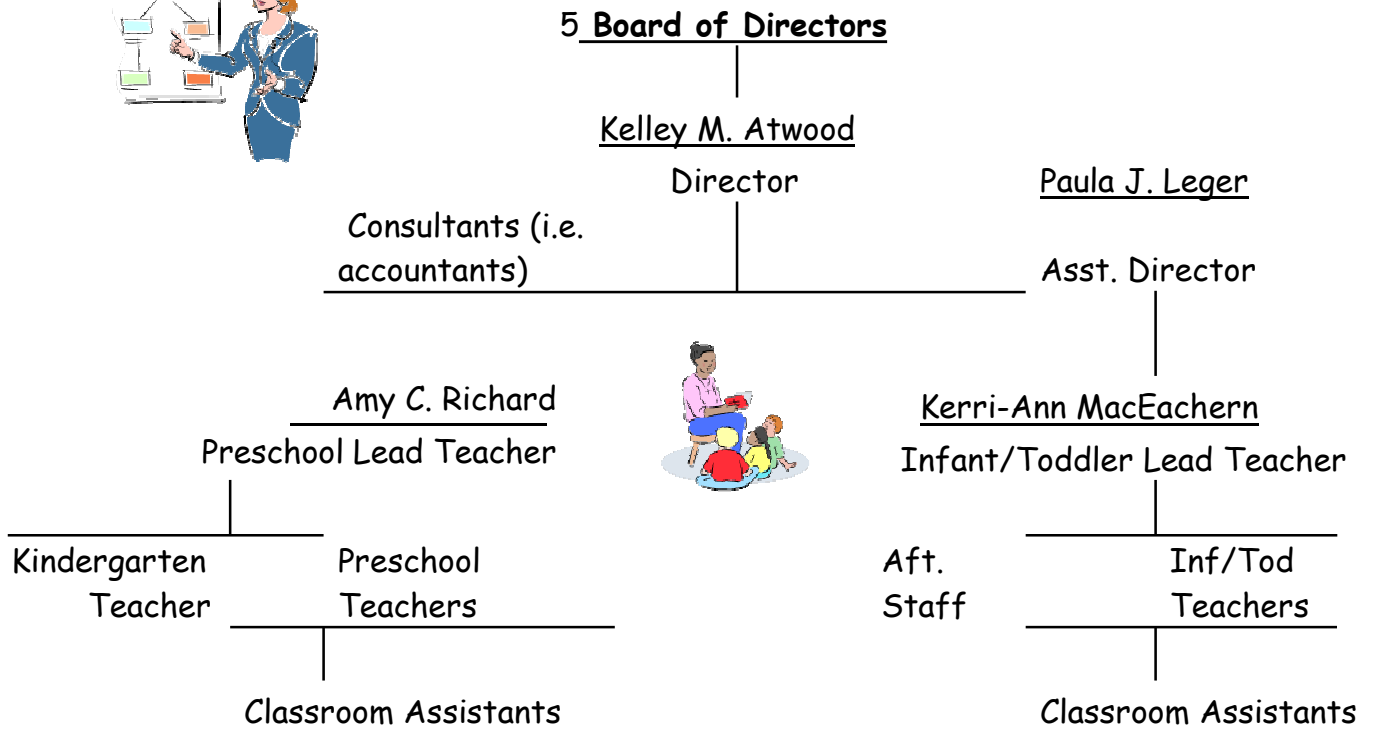 5 Board of Directors
Kelley M. Atwood
Director
Paula J. Leger
Consultants (i.e.
accountants)
Asst. Director
Amy C. Richard
Preschool Lead Teacher
Kerri-Ann MacEachern
Infant/Toddler Lead Teacher
Kindergarten
Teacher
Preschool
Teachers
Aft.
Staff
Inf/Tod
Teachers
Classroom Assistants
Classroom Assistants